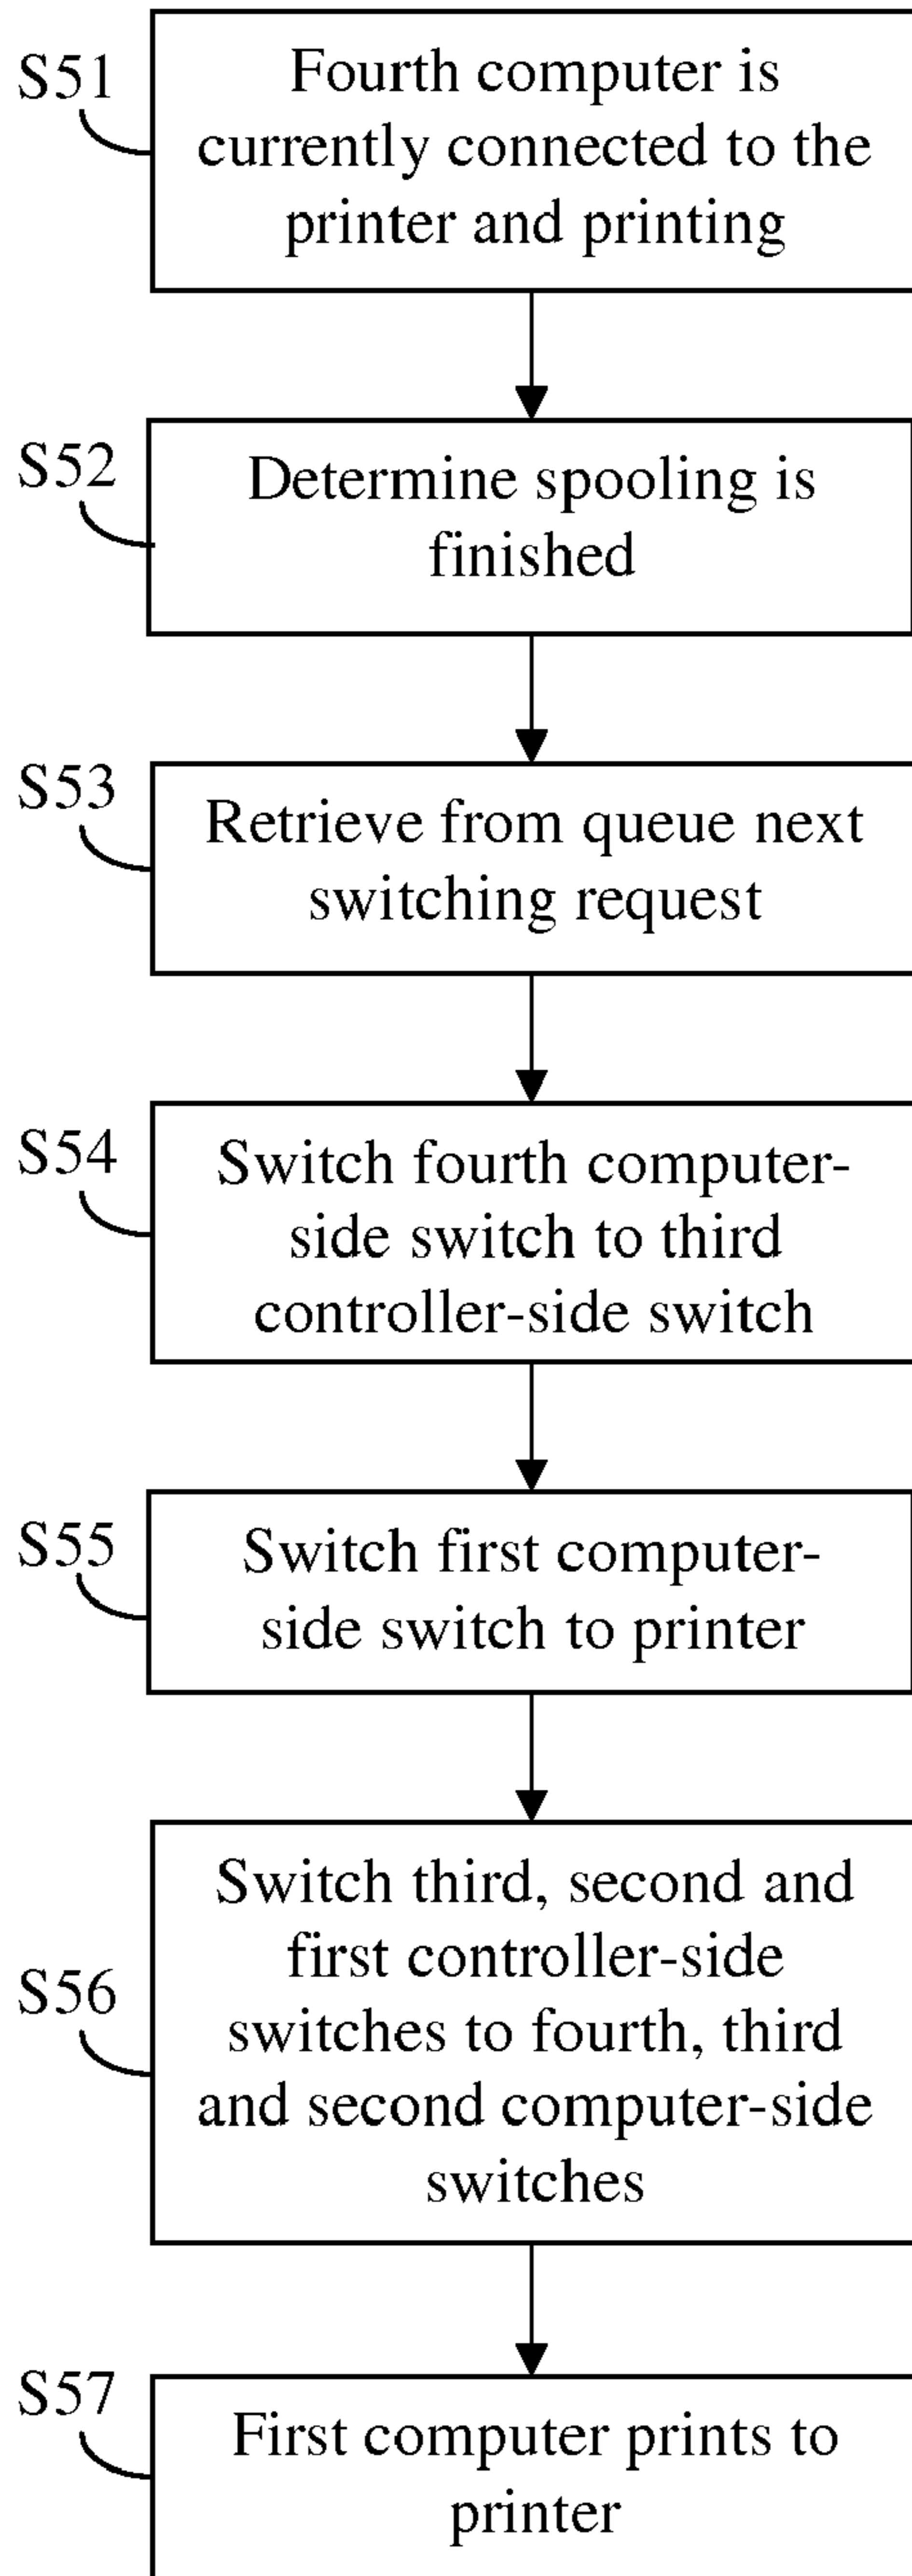 S51
Fourth computer is
currently connected to the
printer and printing
S52
Determine spooling is
finished
S53
Retrieve from queue next
switching request
S54
Switch fourth computer-
side switch to third
controller-side switch
S55
Switch first computer-
side switch to printer
S56
Switch third, second and
first controller-side
switches to fourth, third
and second computer-side
switches
S57
First computer prints to
printer